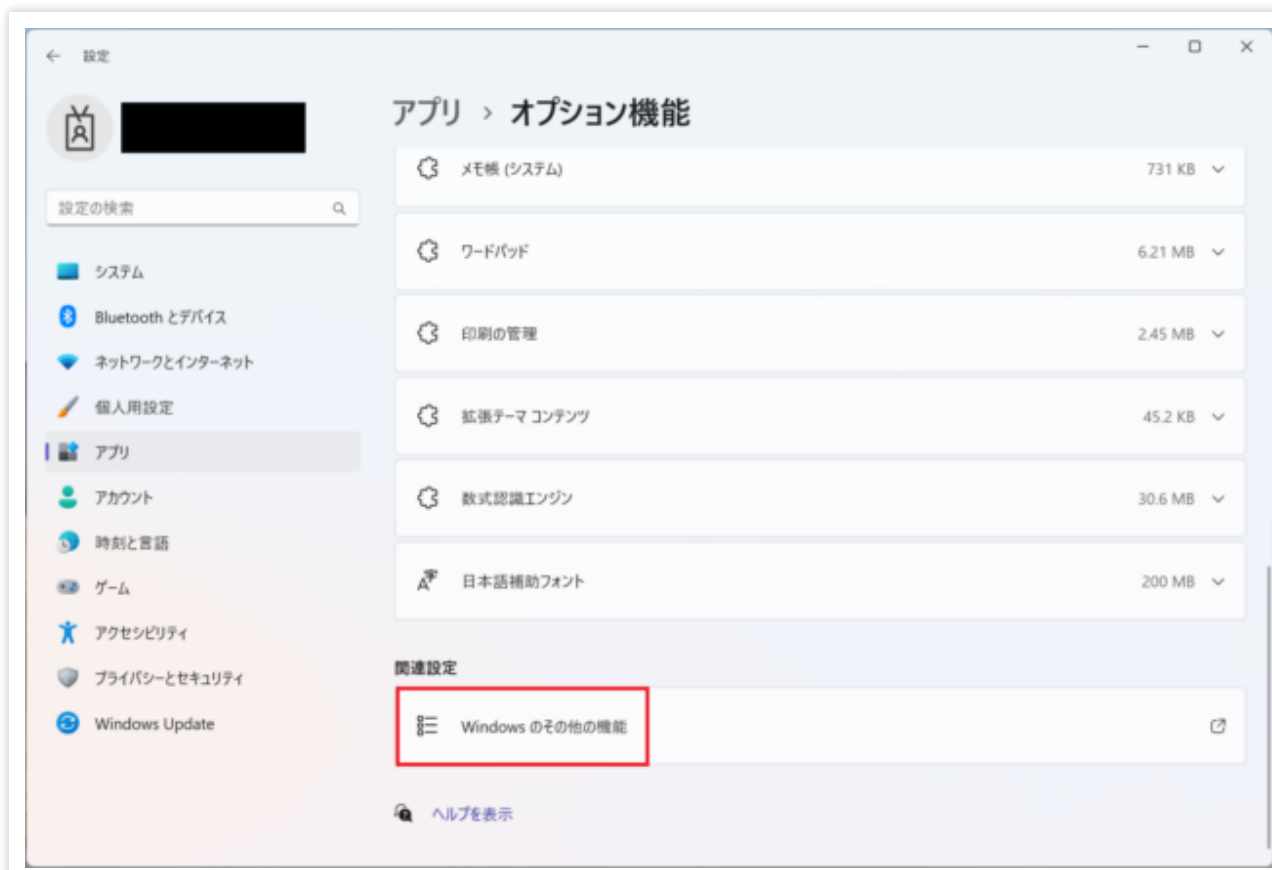 ← 設定
アプリ › オプション機能
設定の検索
システム
Bluetooth とデバイス
ネットワークとインターネット
個人用設定
アプリ
アカウント
時刻と言語
ゲーム
アクセシビリティ
プライバシーとセキュリティ
Windows Update
メモ帳 (システム) 731 KB
ワードパッド 6.21 MB
印刷の管理 2.45 MB
拡張テーマ コンテンツ 45.2 KB
数式認識エンジン 30.6 MB
日本語補助フォント 200 MB
関連設定
Windows のその他の機能
ヘルプを表示